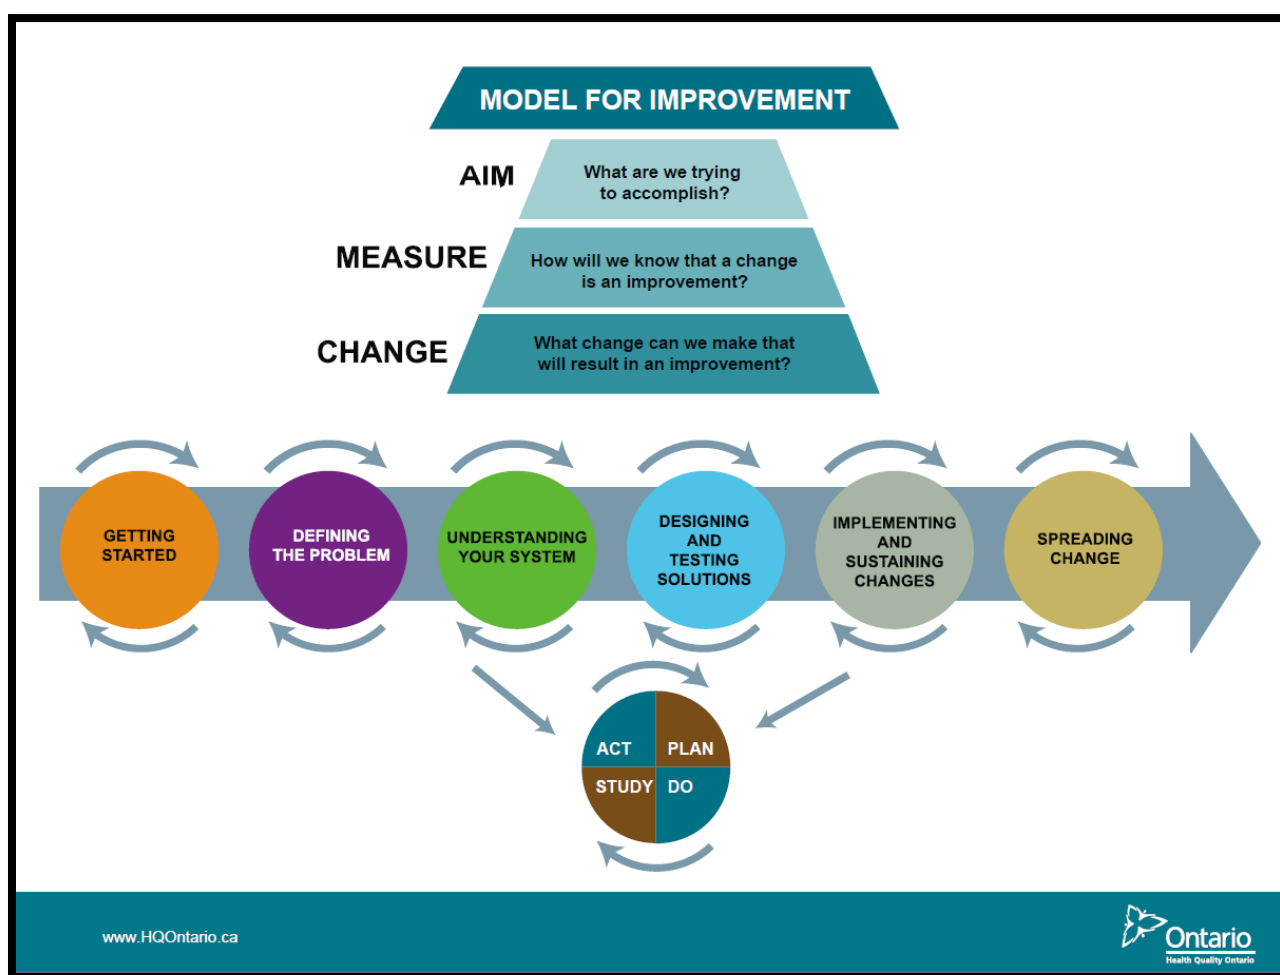 MODEL FOR IMPROVEMENT
AIM
What are we trying
to accomplish?
MEASURE
How will we know that a change
is an improvement?
CHANGE
What change can we make that
will result in an improvement?
GETTING
STARTED
DEFINING
THE PROBLEM
UNDERSTANDING
YOUR SYSTEM
DESIGNING
AND
TESTING
SOLUTIONS
IMPLEMENTING
AND
SUSTAINING
CHANGES
SPREADING
CHANGE
ACT
PLAN
STUDY
DO
www.HQOntario.ca
Ontario
Health Quality Ontario